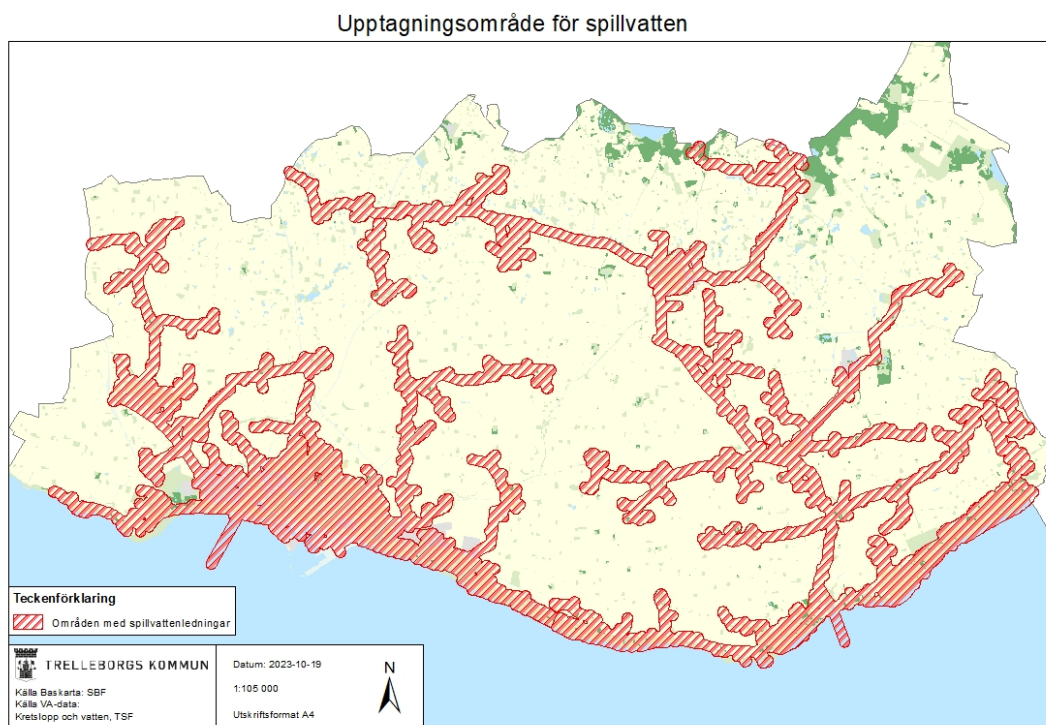 Upptagningsområde för spillvatten
Teckenförklaring
Områden med spillvattenledningar
TRELLEBORGS KOMMUN
Källa Baskarta: SBF
Källa VA-data:
Kretslopp och vatten, TSF
Datum: 2023-10-19
1:105 000
Utskriftsformat A4
N